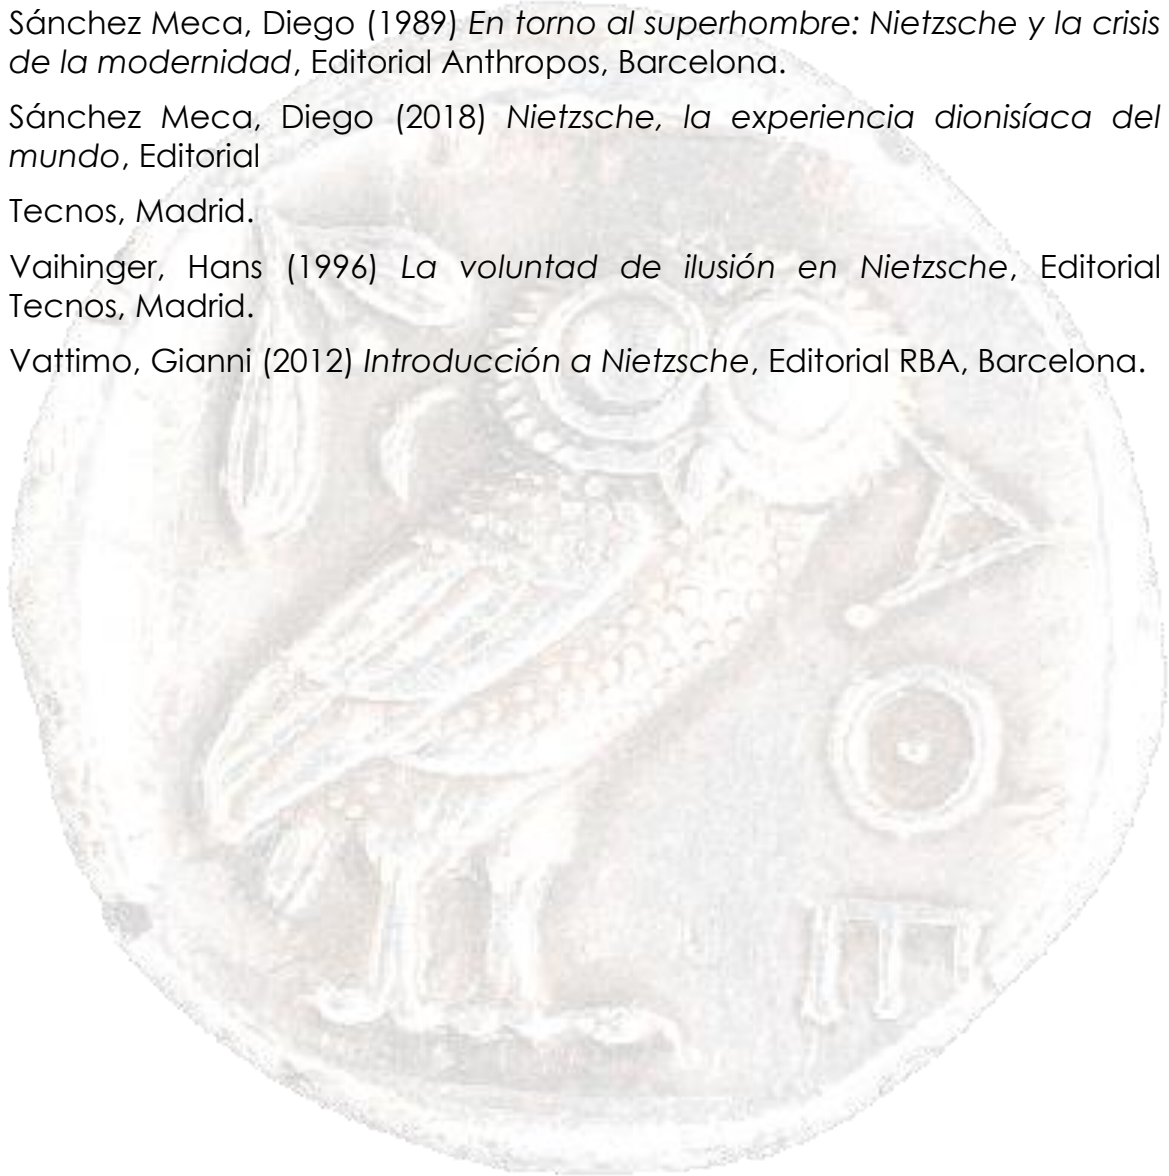 Sánchez Meca, Diego (1989) En torno al superhombre: Nietzsche y la crisis
de la modernidad, Editorial Anthropos, Barcelona.
Sánchez Meca, Diego (2018) Nietzsche, la experiencia dionisíaca del
mundo, Editorial
Tecnos, Madrid.
Vaihinger, Hans (1996) La voluntad de ilusión en Nietzsche, Editorial
Tecnos, Madrid.
Vattimo, Gianni (2012) Introducción a Nietzsche, Editorial RBA, Barcelona.
Α
Θ
Ε